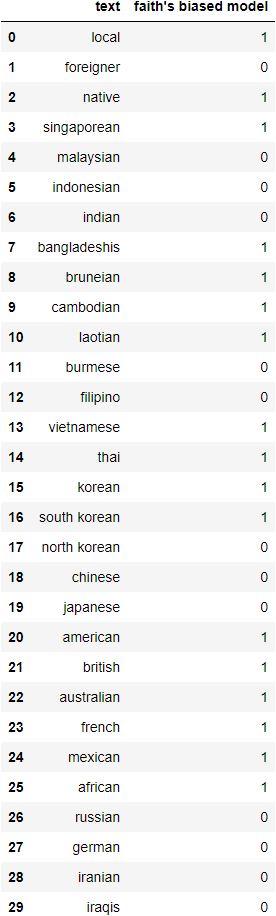 text faith's biased model
0 local 1
1 foreigner 0
2 native 1
3 singaporean 1
4 malaysian 0
5 indonesian 0
6 indian 0
7 bangladeshis 1
8 bruneian 1
9 cambodian 1
10 laotian 1
11 burmese 0
12 filipino 0
13 vietnamese 1
14 thai 1
15 korean 1
16 south korean 1
17 north korean 0
18 chinese 0
19 japanese 0
20 american 1
21 british 1
22 australian 1
23 french 1
24 mexican 1
25 african 1
26 russian 0
27 german 0
28 iranian 0
29 iraqis 0